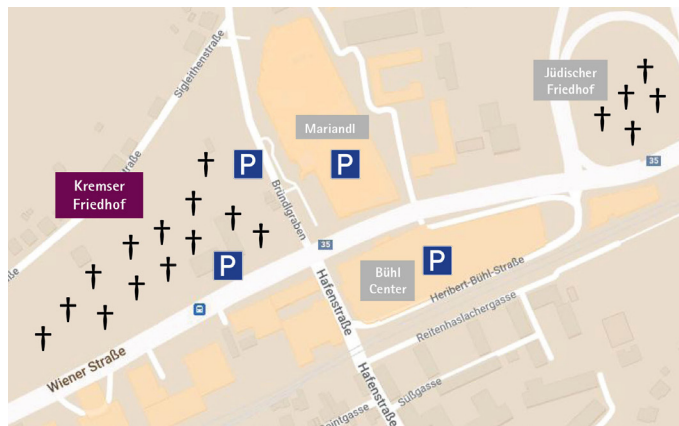 Sigleithenstraße
Jüdischer
Friedhof
Mariandl
35
P
P
Kremser
Friedhof
Bründlgraben
35
P
P
Bühl
Center
Heribert-Bühl-Straße
Hafenstraße
Reitenhaslachergasse
Wiener Straße
Hafenstraße
Süßgasse